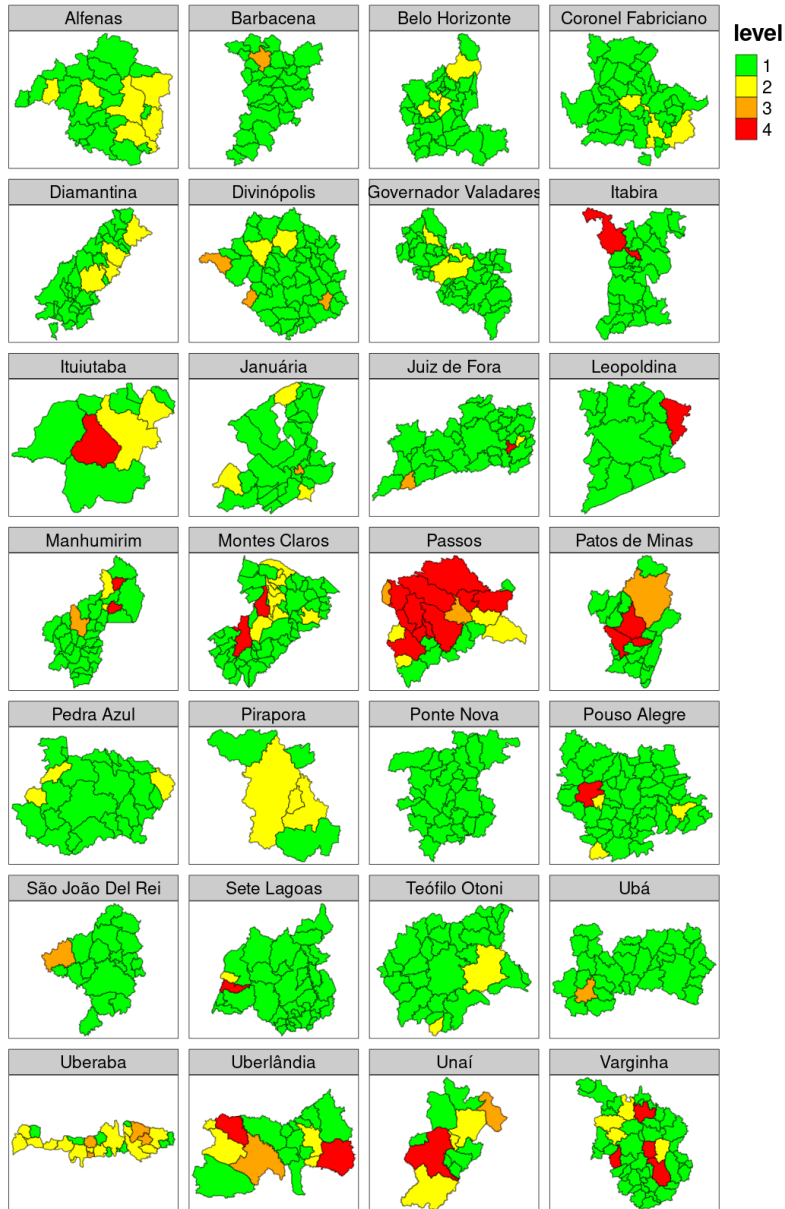 Alfenas
Barbacena
Belo Horizonte
Coronel Fabriciano
level
1
2
3
4
Diamantina
Divinópolis
Governador Valadares
Itabira
Ituiutaba
Januária
Juiz de Fora
Leopoldina
Manhumirim
Montes Claros
Passos
Patos de Minas
Pedra Azul
Pirapora
Ponte Nova
Pouso Alegre
São João Del Rei
Sete Lagoas
Teófilo Otoni
Ubá
Uberaba
Uberlândia
Unaí
Varginha